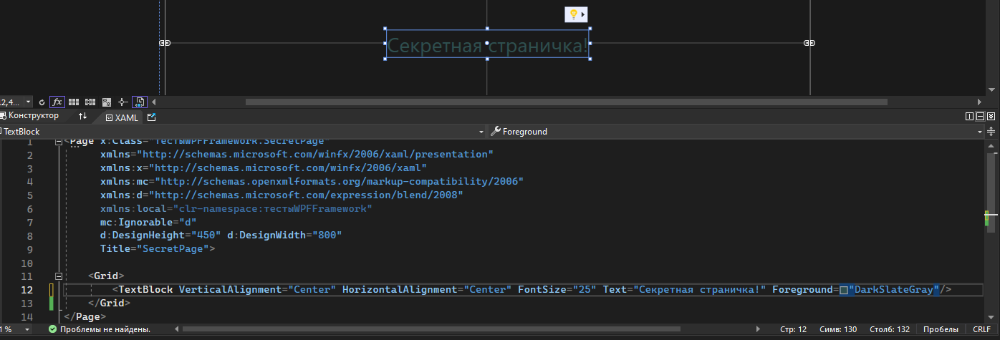 Секретная страничка!
12,4...
fx
Конструктор
XAML
TextBlock
Foreground
1 <Page x:Class="ТестыWPFFramework.SecretPage"
2 xmlns="http://schemas.microsoft.com/winfx/2006/xaml/presentation"
3 xmlns:x="http://schemas.microsoft.com/winfx/2006/xaml"
4 xmlns:mc="http://schemas.openxmlformats.org/markup-compatibility/2006"
5 xmlns:d="http://schemas.microsoft.com/expression/blend/2008"
6 xmlns:local="clr-namespace:тестыWPFFramework"
7 mc:Ignorable="d"
8 d:DesignHeight="450" d:DesignWidth="800"
9 Title="SecretPage">
10
11 <Grid>
12 <TextBlock VerticalAlignment="Center" HorizontalAlignment="Center" FontSize="25" Text="Секретная страничка!" Foreground="DarkSlateGray"/>
13 </Grid>
14 </Page>
1 % Проблемы не найдены. Стр: 12 Симв: 130 Столб: 132 Пробелы CRLF